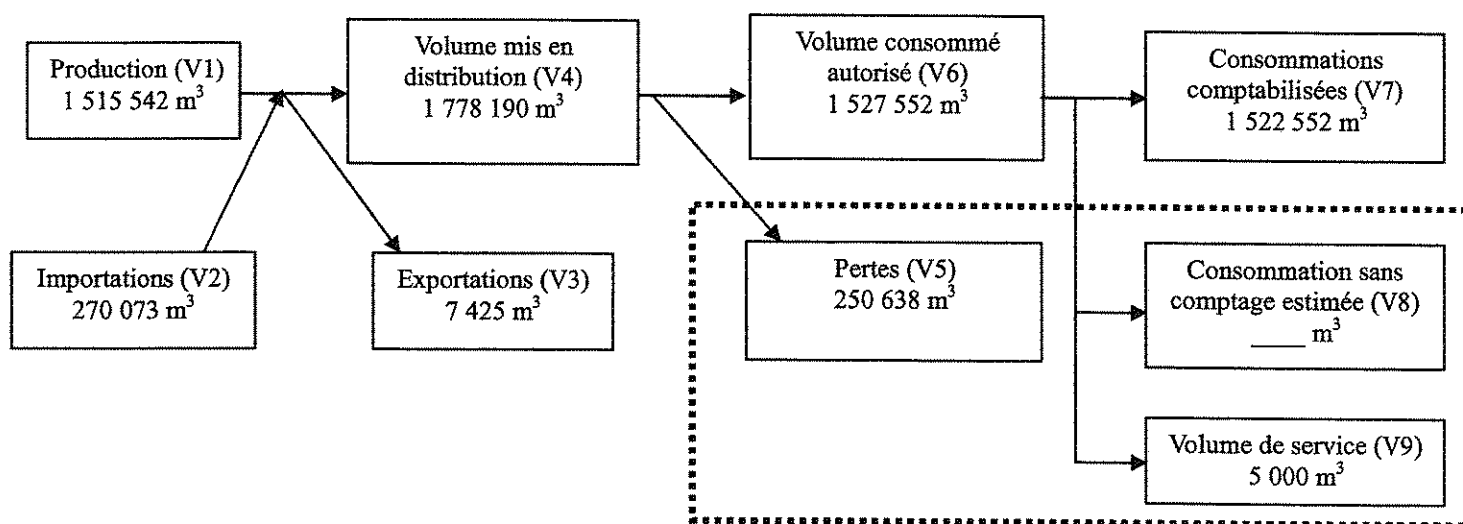 Production (V1)
1 515 542 m³
Volume mis en
distribution (V4)
1 778 190 m³
Volume consommé
autorisé (V6)
1 527 552 m³
Consommations
comptabilisées (V7)
1 522 552 m³
Importations (V2)
270 073 m³
Exportations (V3)
7 425 m³
Pertes (V5)
250 638 m³
Consommation sans
comptage estimée (V8)
____ m³
Volume de service (V9)
5 000 m³